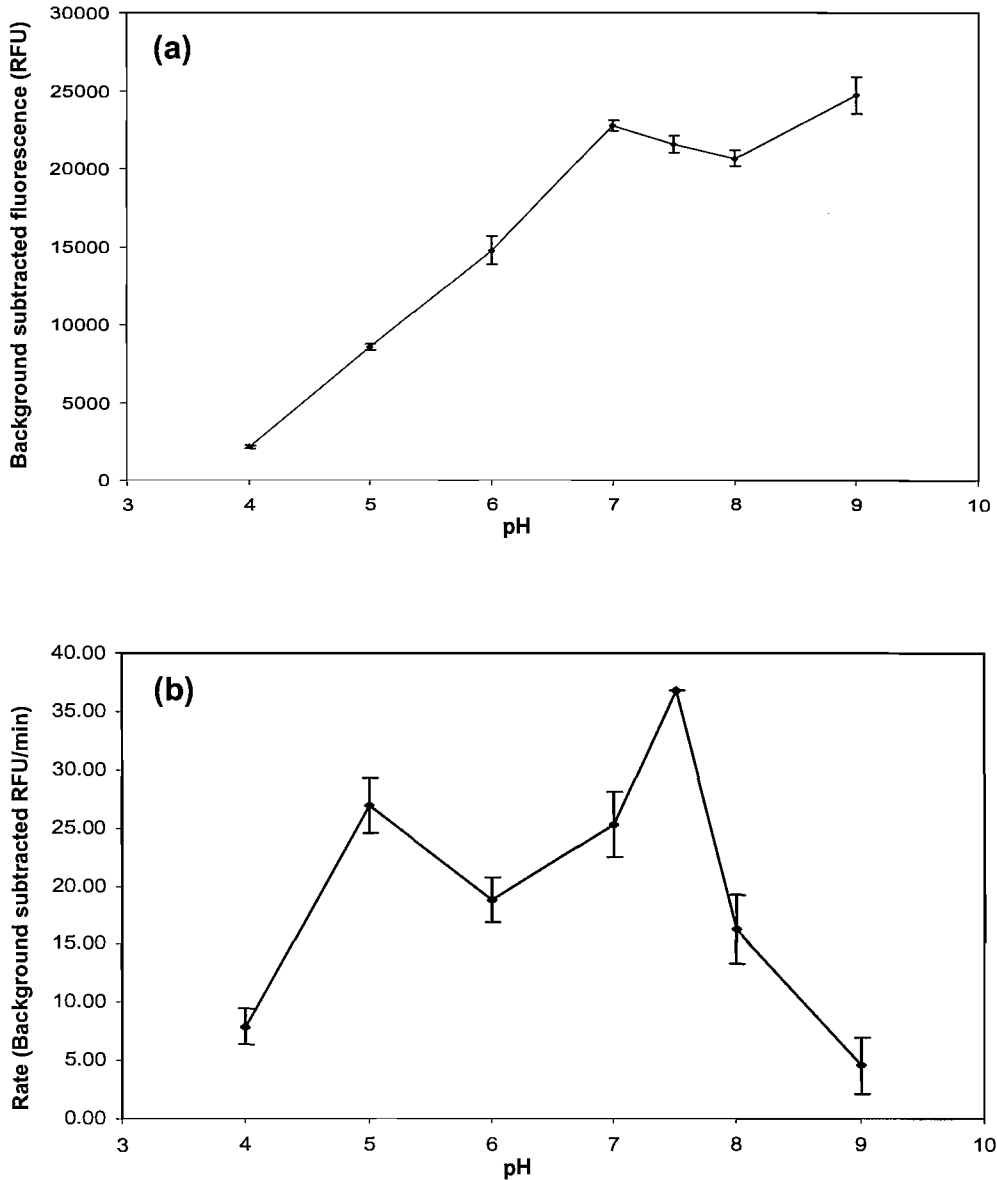 (a)
Background subtracted fluorescence (RFU)
30000
25000
20000
15000
10000
5000
0
3 4 5 6 7 8 9 10
pH
(b)
Rate (Background subtracted RFU/min)
40.00
35.00
30.00
25.00
20.00
15.00
10.00
5.00
0.00
3 4 5 6 7 8 9 10
pH